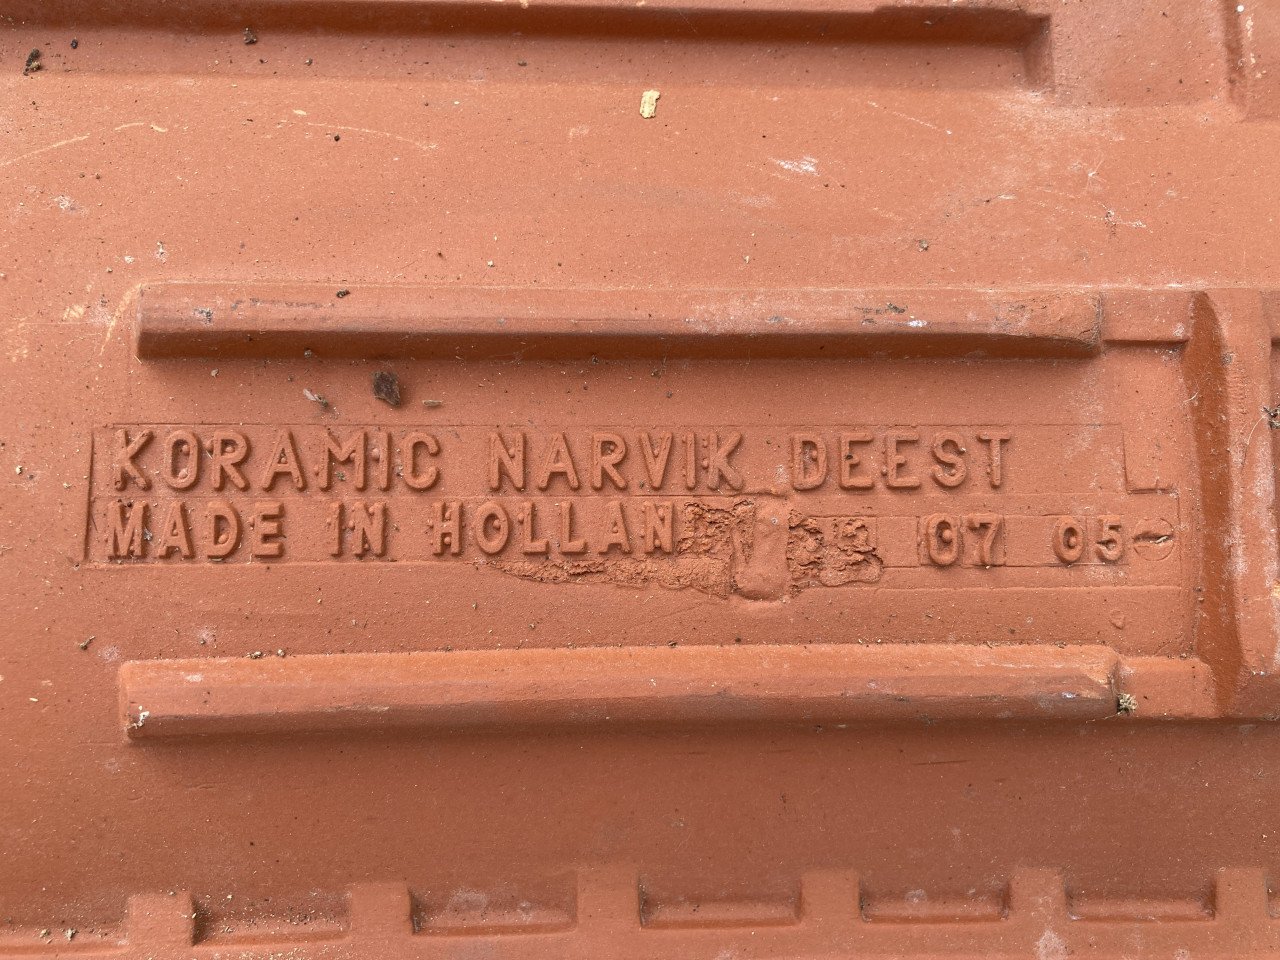 KORAMIC NARVIK DEEST
MADE IN HOLLAN 07 05